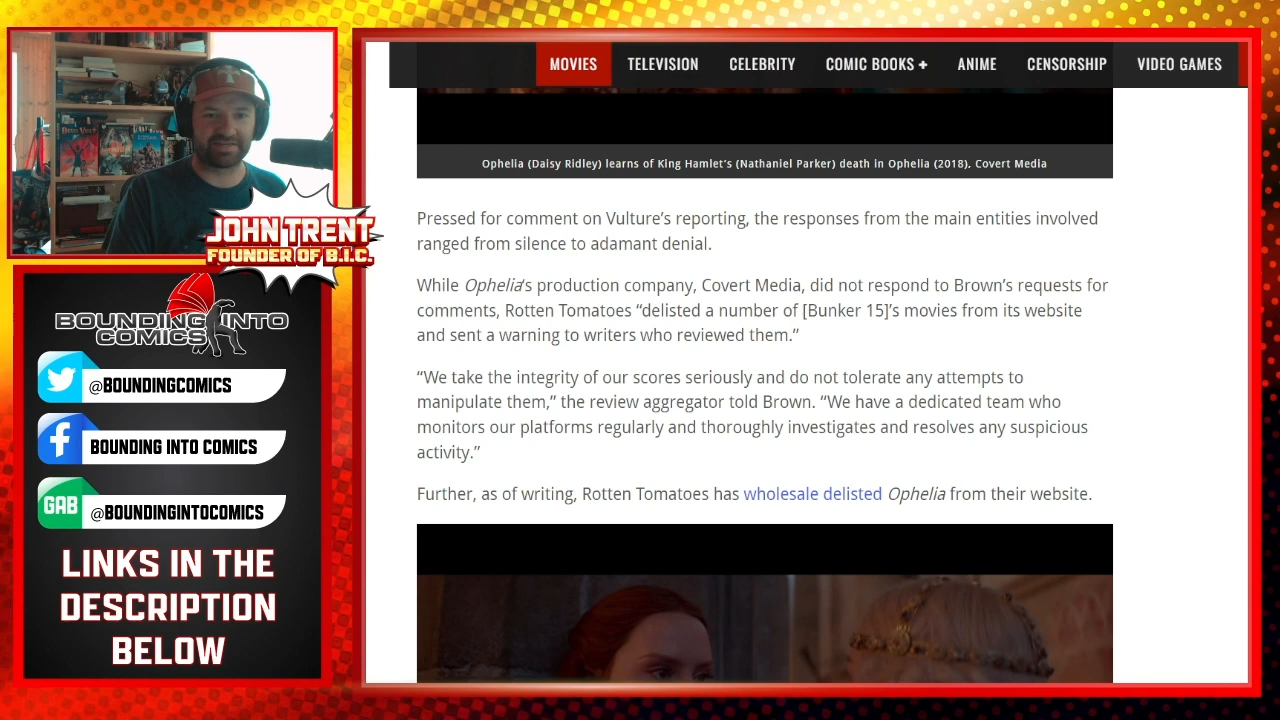 JOHN TRENT
FOUNDER OF B.I.C.
BOUNDING INTO
COMICS
@BOUNDINGCOMICS
BOUNDING INTO COMICS
GAB
@BOUNDINGINTOCOMICS
LINKS IN THE
DESCRIPTION
BELOW
MOVIES TELEVISION CELEBRITY COMIC BOOKS + ANIME CENSORSHIP VIDEO GAMES
Ophelia (Daisy Ridley) learns of King Hamlet's (Nathaniel Parker) death in Ophelia (2018). Covert Media
Pressed for comment on Vulture’s reporting, the responses from the main entities involved
ranged from silence to adamant denial.
While Ophelia’s production company, Covert Media, did not respond to Brown’s requests for
comments, Rotten Tomatoes “delisted a number of [Bunker 15]’s movies from its website
and sent a warning to writers who reviewed them.”
“We take the integrity of our scores seriously and do not tolerate any attempts to
manipulate them,” the review aggregator told Brown. “We have a dedicated team who
monitors our platforms regularly and thoroughly investigates and resolves any suspicious
activity.”
Further, as of writing, Rotten Tomatoes has wholesale delisted Ophelia from their website.